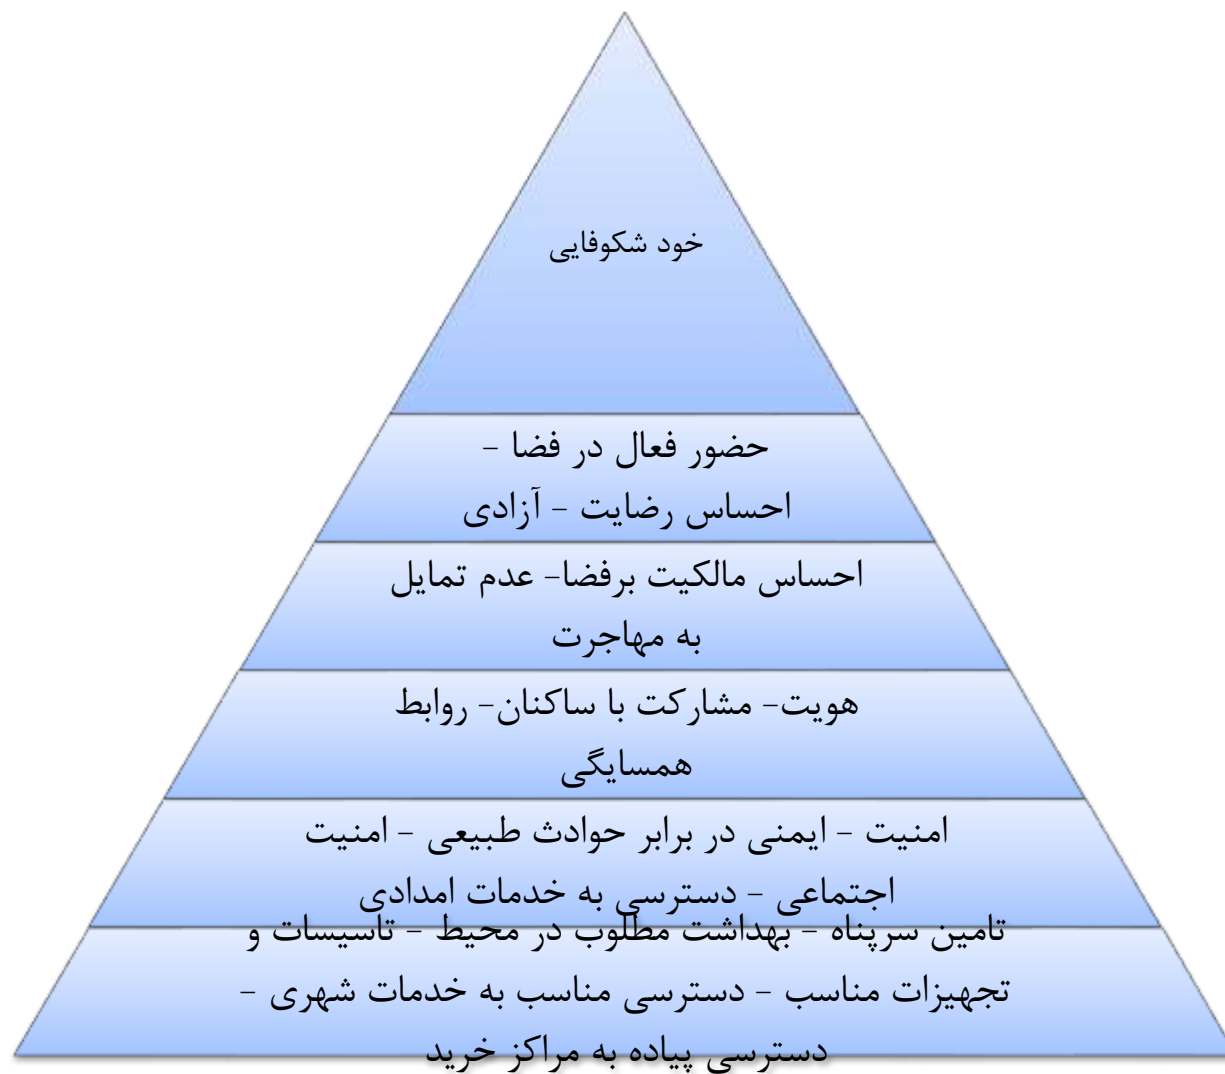 خود شکوفایی
حضور فعال در فضا –
احساس رضایت – آزادی
احساس مالکیت برفضا– عدم تمایل
به مهاجرت
هویت– مشارکت با ساکنان– روابط
همسایگی
امنیت – ایمنی در برابر حوادث طبیعی – امنیت
اجتماعی – دسترسی به خدمات امدادی
تامین سرپناه – بهداشت مطلوب در محیط – تاسیسات و
تجهیزات مناسب – دسترسی مناسب به خدمات شهری –
دسترسی پیاده به مراکز خرید